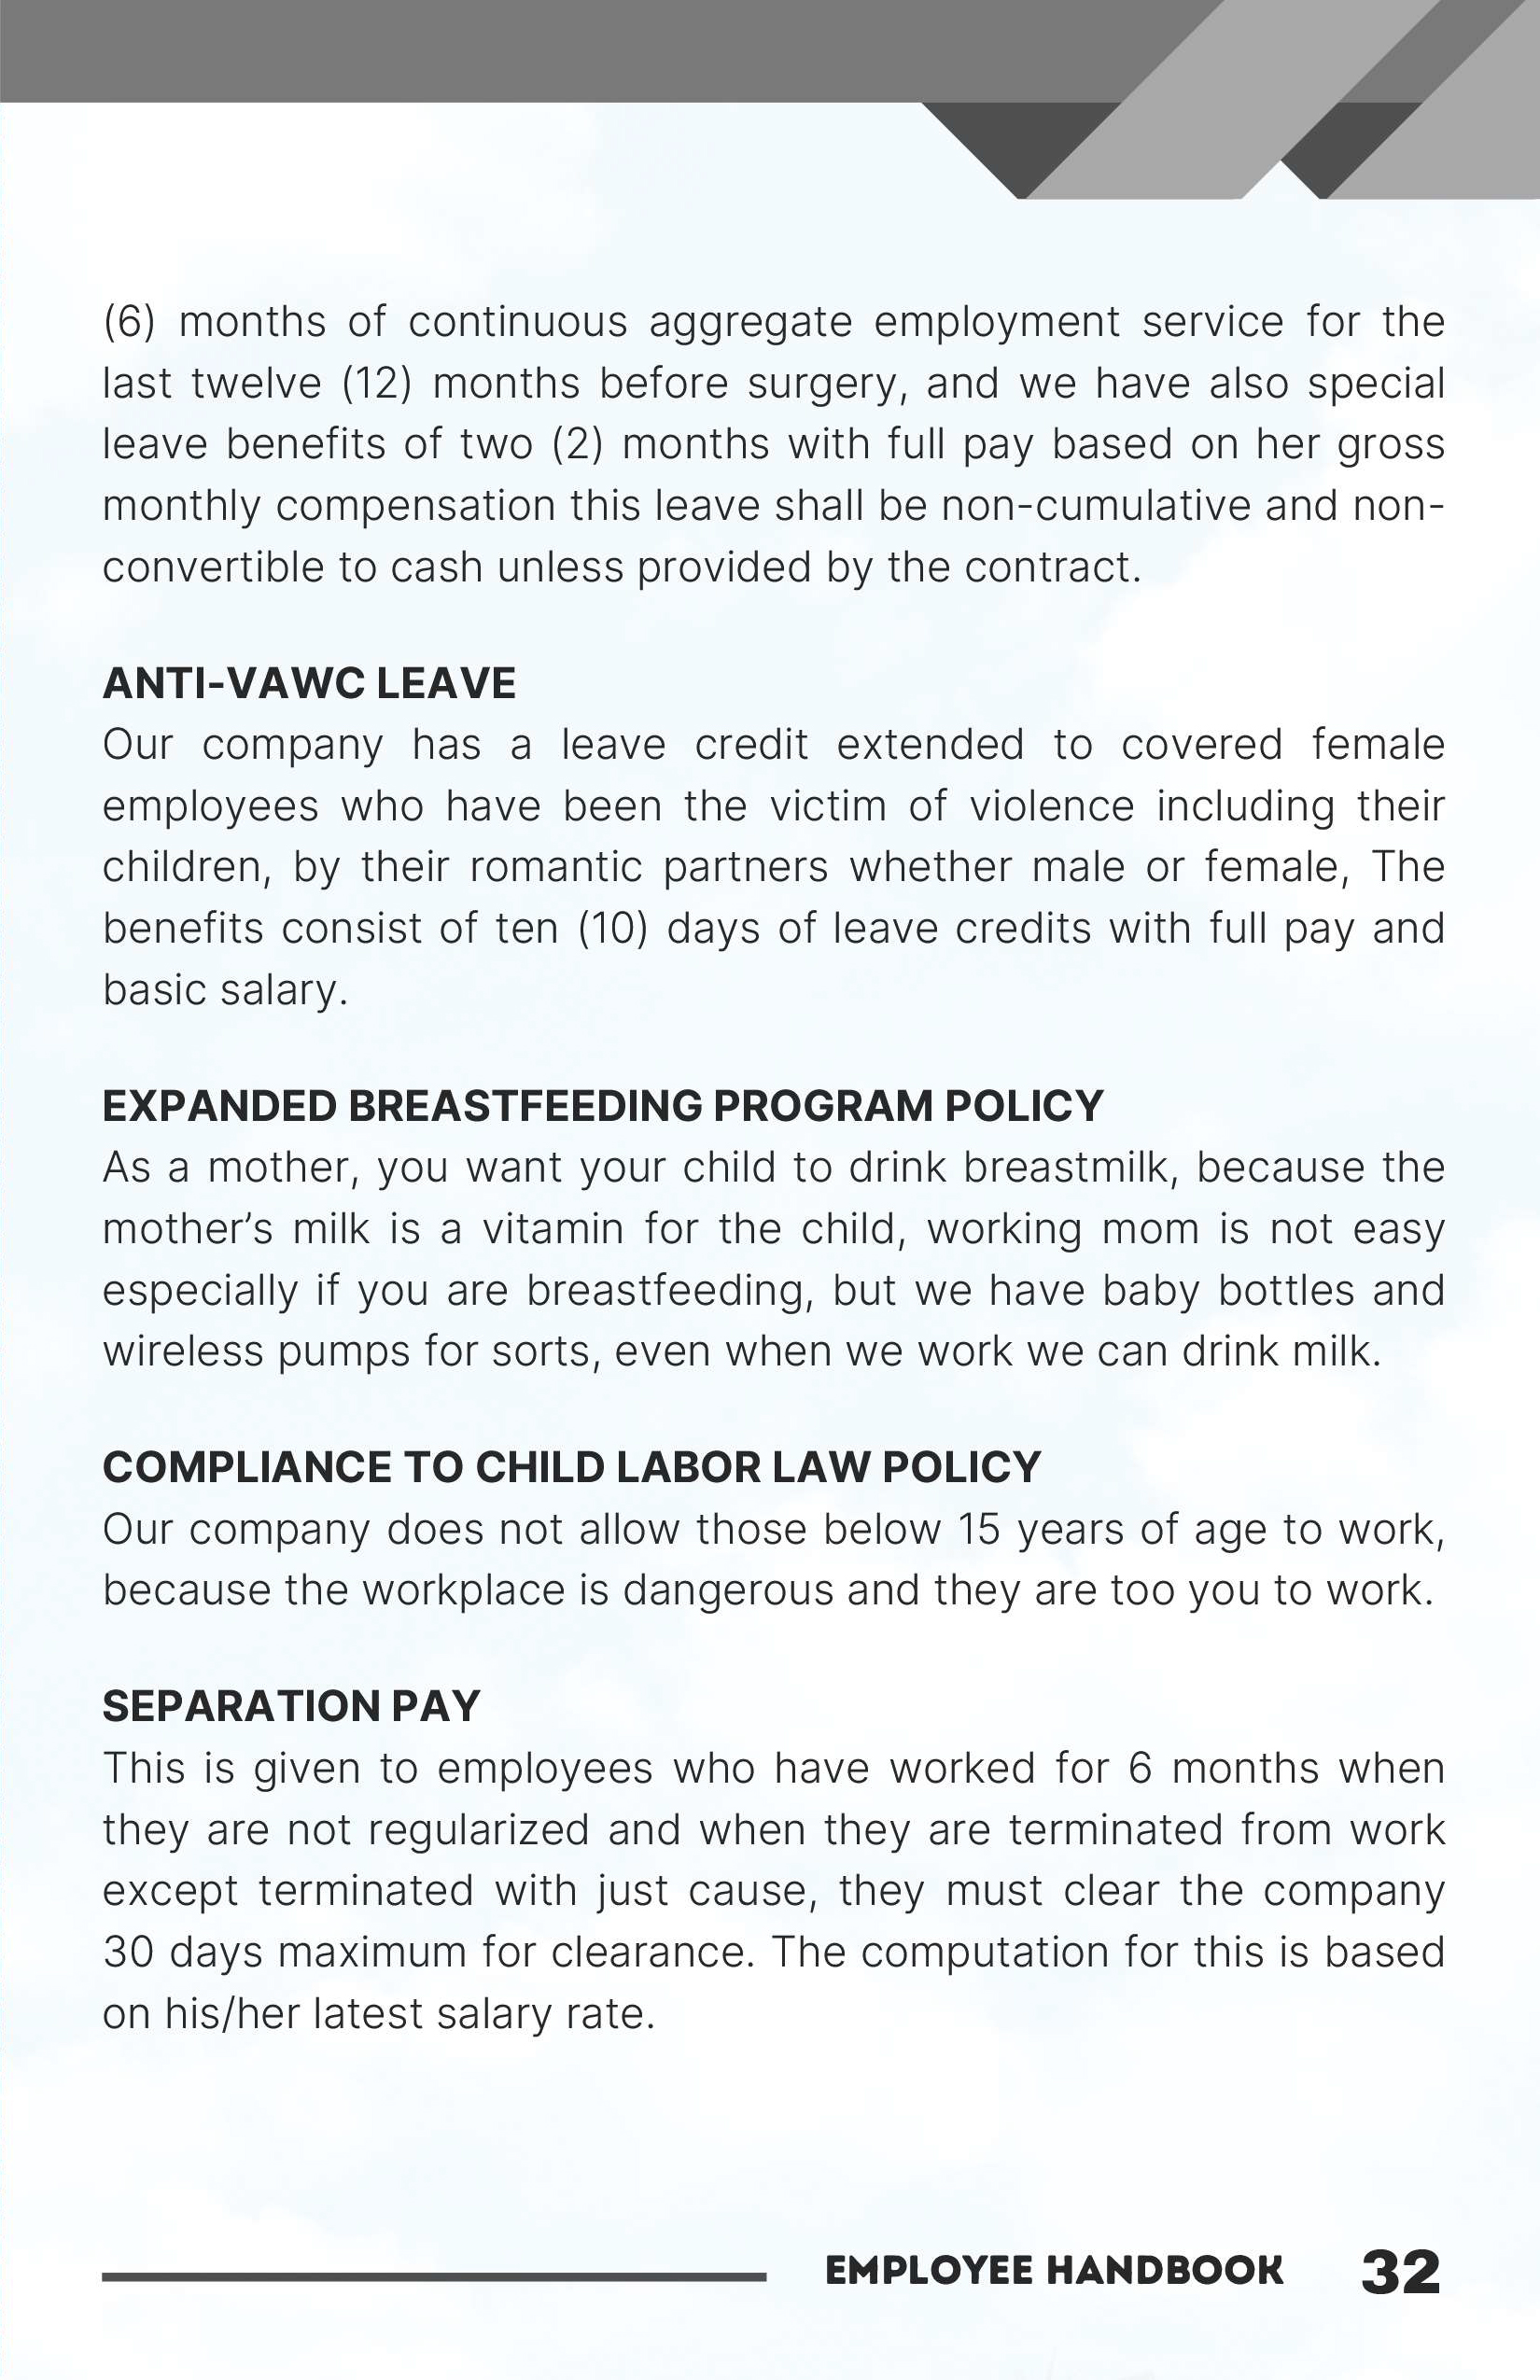 (6) months of continuous aggregate employment service for the
last twelve (12) months before surgery, and we have also special
leave benefits of two (2) months with full pay based on her gross
monthly compensation this leave shall be non-cumulative and non-
convertible to cash unless provided by the contract.
ANTI-VAWC LEAVE
Our company has a leave credit extended to covered female
employees who have been the victim of violence including their
children, by their romantic partners whether male or female, The
benefits consist of ten (10) days of leave credits with full pay and
basic salary.
EXPANDED BREASTFEEDING PROGRAM POLICY
As a mother, you want your child to drink breastmilk, because the
mother’s milk is a vitamin for the child, working mom is not easy
especially if you are breastfeeding, but we have baby bottles and
wireless pumps for sorts, even when we work we can drink milk.
COMPLIANCE TO CHILD LABOR LAW POLICY
Our company does not allow those below 15 years of age to work,
because the workplace is dangerous and they are too you to work.
SEPARATION PAY
This is given to employees who have worked for 6 months when
they are not regularized and when they are terminated from work
except terminated with just cause, they must clear the company
30 days maximum for clearance. The computation for this is based
on his/her latest salary rate.
EMPLOYEE HANDBOOK 32